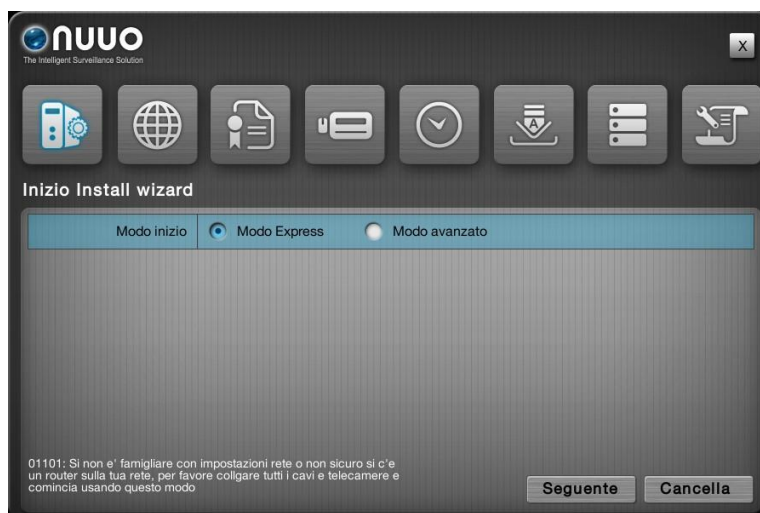 nuuo
The Intelligent Surveillance Solution
X
A
Inizio Install wizard
Modo inizio Modo Express Modo avanzato
01101: Si non e' famigliare con impostazioni rete o non sicuro si c'e
un router sulla tua rete, per favore collgare tutti i cavi e telecamere e
comincia usando questo modo
Seguente Cancella